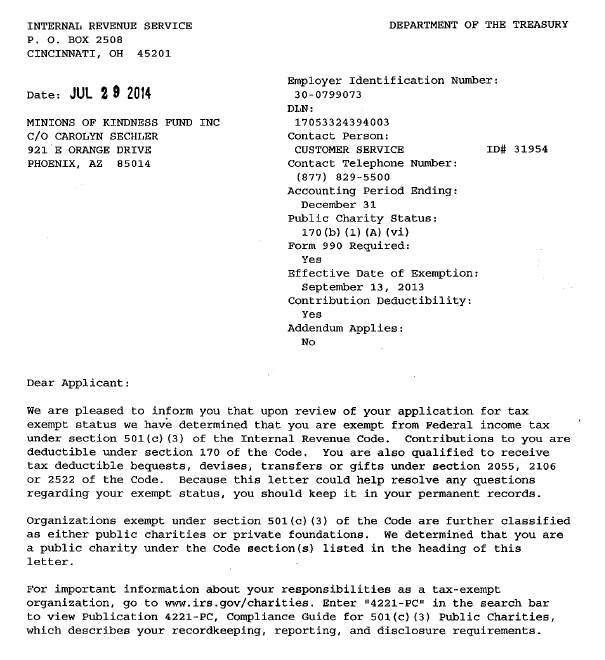 INTERNAL REVENUE SERVICE
P. O. BOX 2508
CINCINNATI, OH 45201
DEPARTMENT OF THE TREASURY
Date: JUL 29 2014
MINIONS OF KINDNESS FUND INC
C/O CAROLYN SECHLER
921 E ORANGE DRIVE
PHOENIX, AZ 85014
Employer Identification Number:
30-0799073
DLN:
17053324394003
Contact Person:
CUSTOMER SERVICE ID# 31954
Contact Telephone Number:
(877) 829-5500
Accounting Period Ending:
December 31
Public Charity Status:
170(b)(1)(A)(vi)
Form 990 Required:
Yes
Effective Date of Exemption:
September 13, 2013
Contribution Deductibility:
Yes
Addendum Applies:
No
Dear Applicant:
We are pleased to inform you that upon review of your application for tax
exempt status we have determined that you are exempt from Federal income tax
under section 501(c)(3) of the Internal Revenue Code. Contributions to you are
deductible under section 170 of the Code. You are also qualified to receive
tax deductible bequests, devises, transfers or gifts under section 2055, 2106
or 2522 of the Code. Because this letter could help resolve any questions
regarding your exempt status, you should keep it in your permanent records.
Organizations exempt under section 501(c)(3) of the Code are further classified
as either public charities or private foundations. We determined that you are
a public charity under the Code section(s) listed in the heading of this
letter.
For important information about your responsibilities as a tax-exempt
organization, go to www.irs.gov/charities. Enter "4221-PC" in the search bar
to view Publication 4221-PC, Compliance Guide for 501(c)(3) Public Charities,
which describes your recordkeeping, reporting, and disclosure requirements.